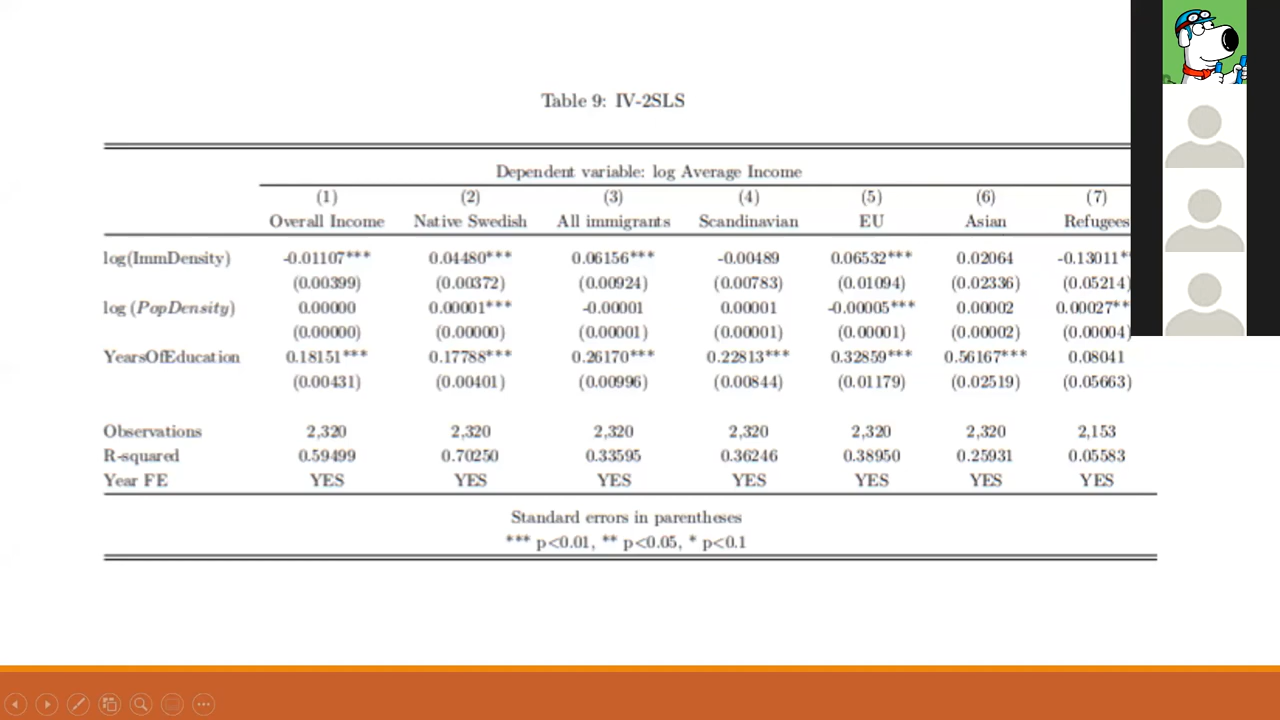 Table 9: IV-2SLS
Dependent variable: log Average Income
(1) (2) (3) (4) (5) (6) (7)
Overall Income Native Swedish All immigrants Scandinavian EU Asian Refugees
log(ImmDensity) -0.01107*** 0.04480*** 0.06156*** -0.00489 0.06532*** 0.02064 -0.13011*
(0.00399) (0.00372) (0.00924) (0.00783) (0.01094) (0.02336) (0.05214)
log (PopDensity) 0.00000 0.00001*** -0.00001 0.00001 -0.00005*** 0.00002 0.00027**
(0.00000) (0.00000) (0.00001) (0.00001) (0.00001) (0.00002) (0.00004)
YearsOfEducation 0.18151*** 0.17788*** 0.26170*** 0.22813*** 0.32859*** 0.56167*** 0.08041
(0.00431) (0.00401) (0.00996) (0.00844) (0.01179) (0.02519) (0.05663)
Observations 2,320 2,320 2,320 2,320 2,320 2,320 2,153
R-squared 0.59499 0.70250 0.33595 0.36246 0.38950 0.25931 0.05583
Year FE YES YES YES YES YES YES YES
Standard errors in parentheses
*** p<0.01, ** p<0.05, * p<0.1